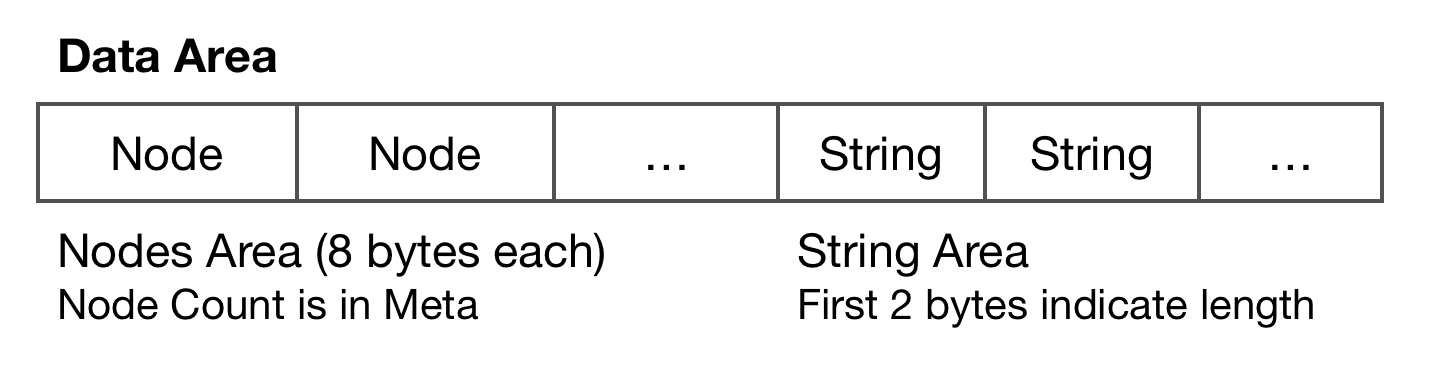 Data Area
Node Node ... String String ...
Nodes Area (8 bytes each) String Area
Node Count is in Meta First 2 bytes indicate length